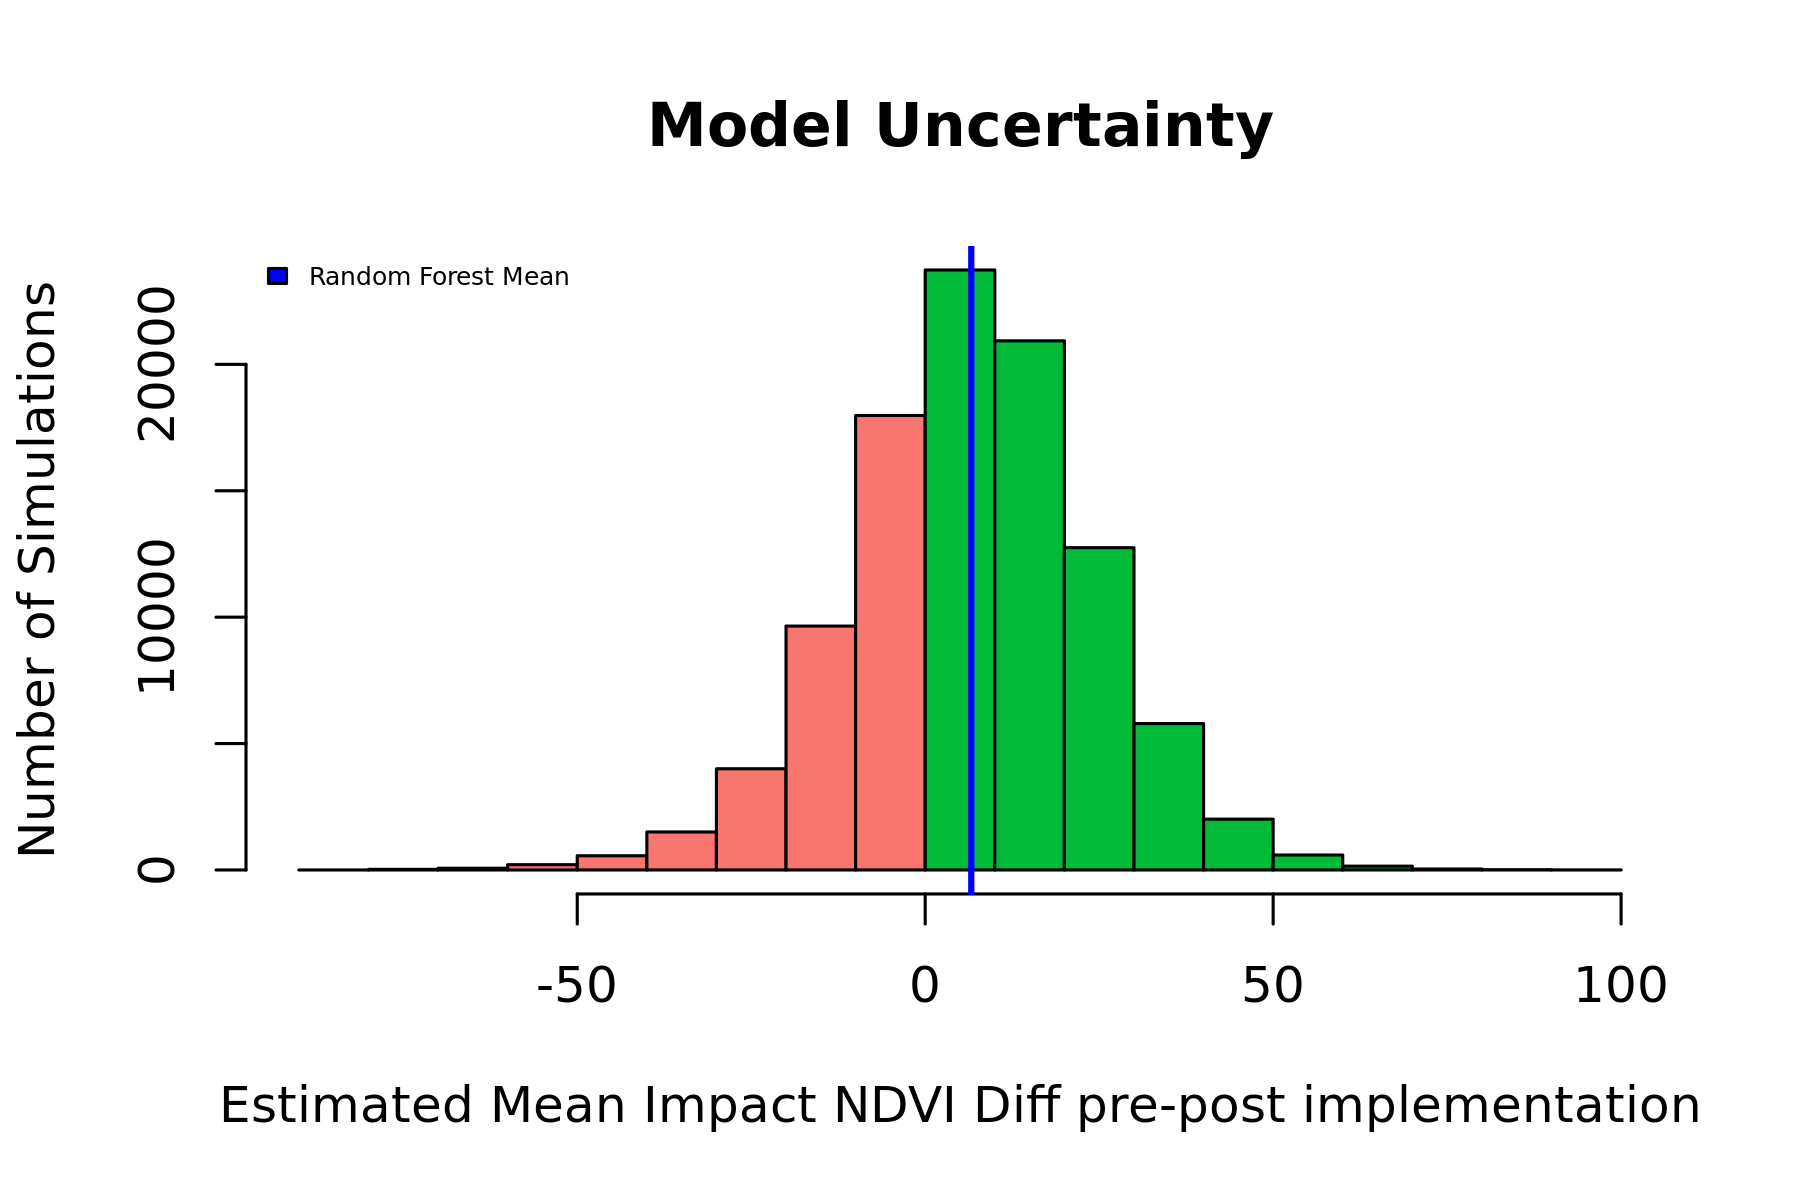 Model Uncertainty
Random Forest Mean
Number of Simulations
20000
10000
0
-50 0 50 100
Estimated Mean Impact NDVI Diff pre-post implementation